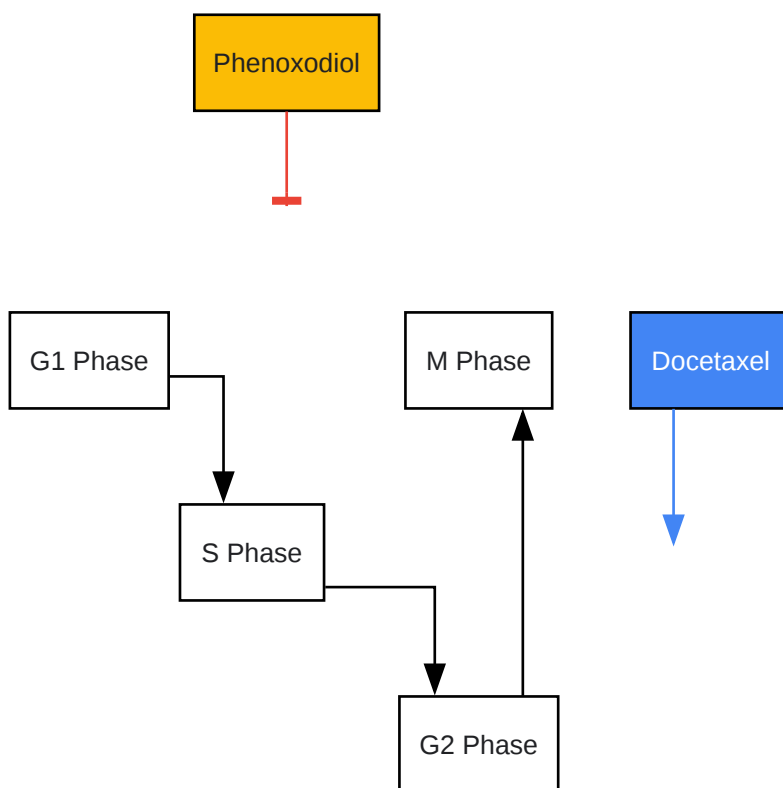 Phenoxodiol
G1 Phase
M Phase
Docetaxel
S Phase
G2 Phase